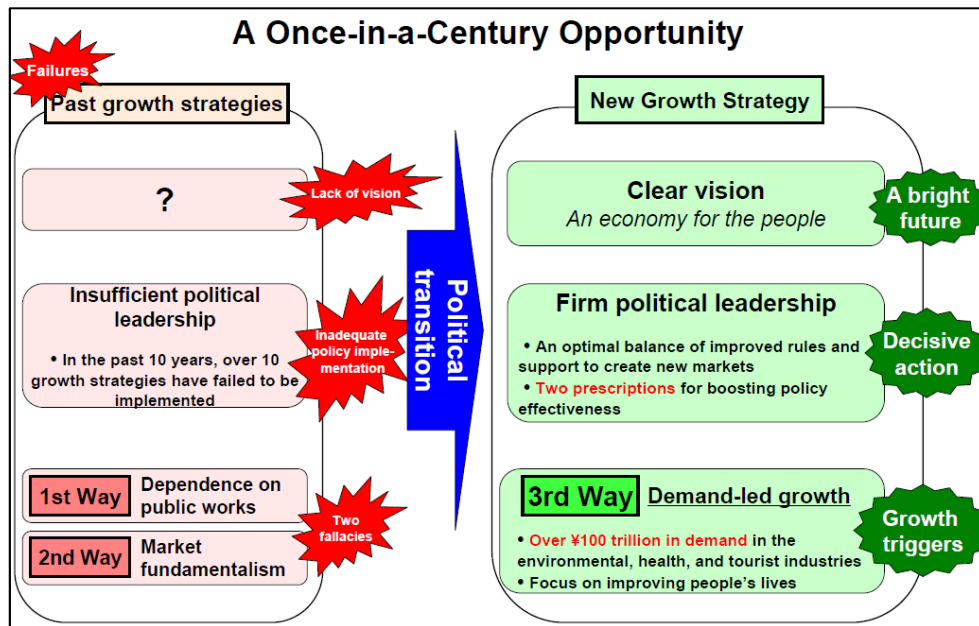 A Once-in-a-Century Opportunity
Failures
Past growth strategies
?
Lack of vision
Insufficient political
leadership
• In the past 10 years, over 10
growth strategies have failed to be
implemented
Inadequate
policy imple-
mentation
1st Way
Dependence on
public works
2nd Way
Market
fundamentalism
Two
fallacies
Political
transition
New Growth Strategy
Clear vision
An economy for the people
A bright
future
Firm political leadership
• An optimal balance of improved rules and
support to create new markets
• Two prescriptions for boosting policy
effectiveness
Decisive
action
3rd Way
Demand-led growth
• Over ¥100 trillion in demand in the
environmental, health, and tourist industries
• Focus on improving people's lives
Growth
triggers